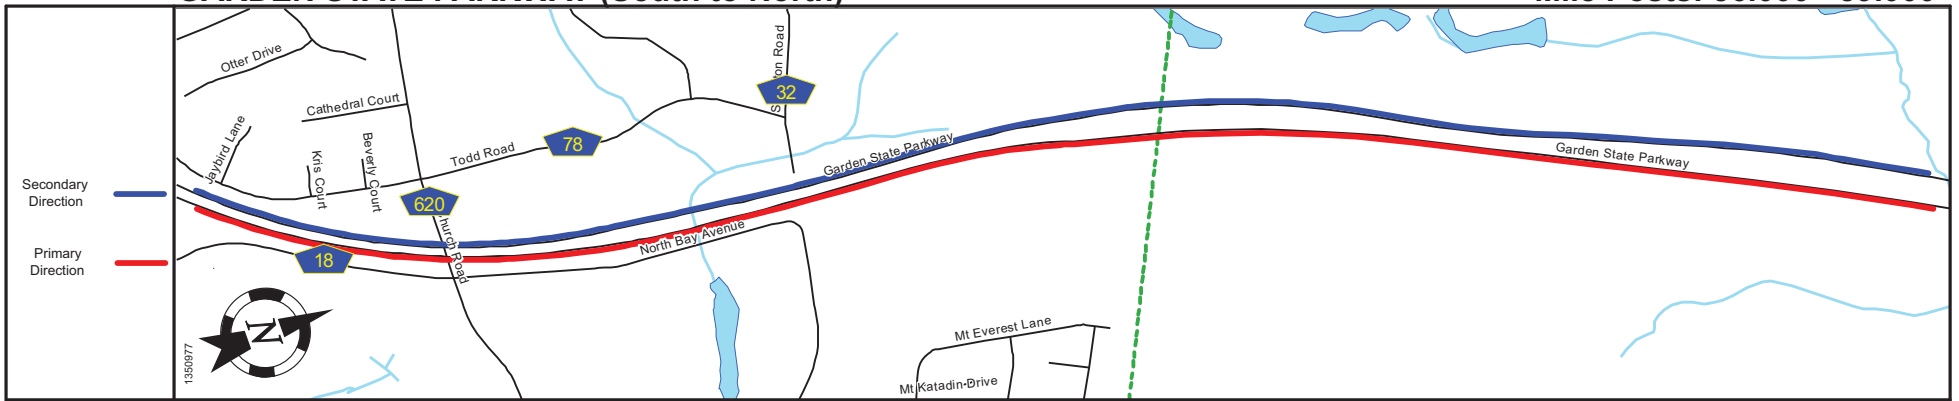 Otter Drive
Cathedral Court
Jaybird Lane
Kris Court
Beverly Court
Todd Road
78
32
Road
Garden State Parkway
Garden State Parkway
Secondary
Direction
620
Road
North Bay Avenue
18
Primary
Direction
N
Mt Everest Lane
Mt Katadin Drive
1350977